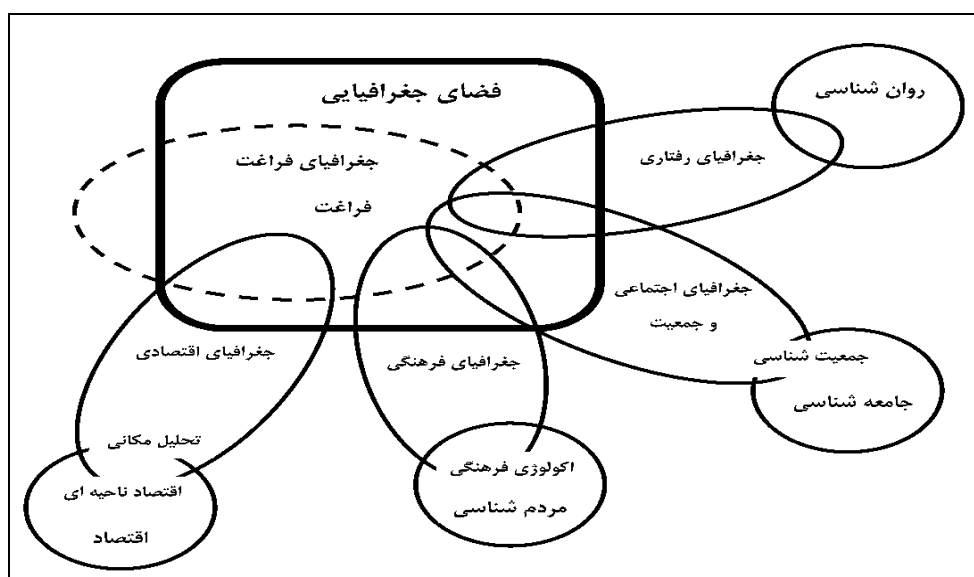 فضای جغرافیایی
روان شناسی
جغرافیای فراغت
جغرافیای رفتاری
فراغت
جغرافیای اجتماعی
و جمعیت
جغرافیای اقتصادی
جغرافیای فرهنگی
جمعیت شناسی
جامعه شناسی
تحلیل مکانی
اکولوژی فرهنگی
اقتصاد ناحیه ای
مردم شناسی
اقتصاد